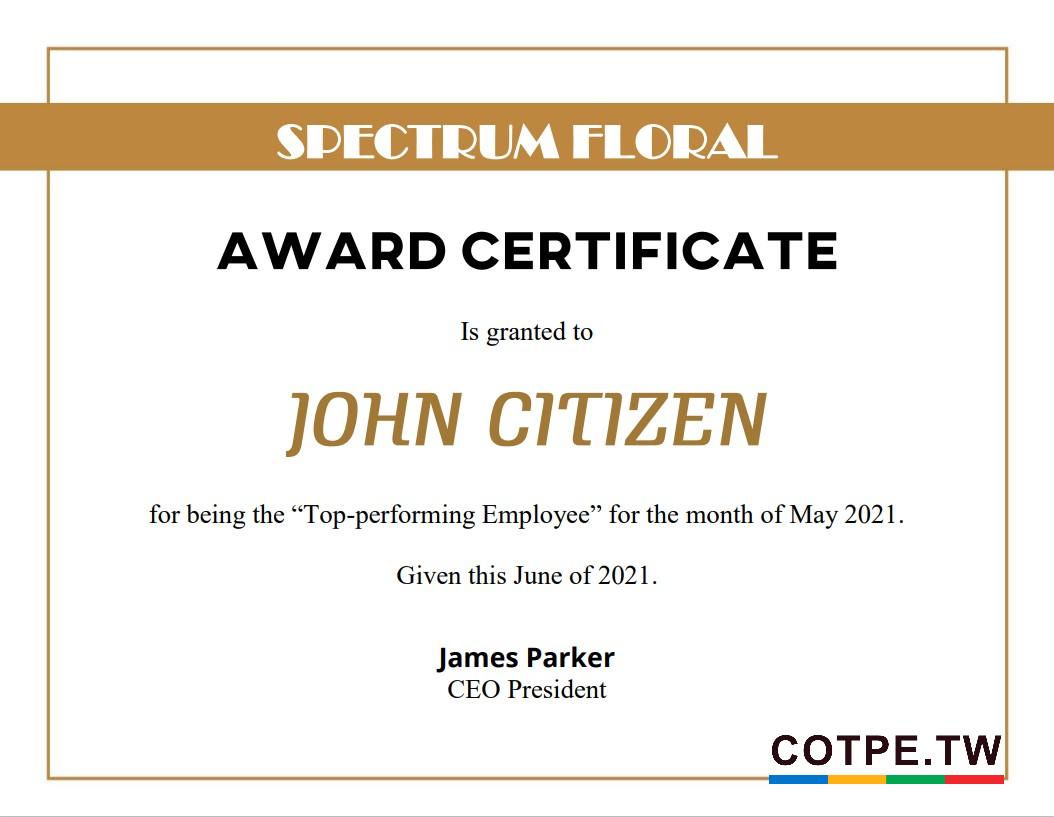 SPECTRUM FLORAL
AWARD CERTIFICATE
Is granted to
JOHN CITIZEN
for being the “Top-performing Employee” for the month of May 2021.
Given this June of 2021.
James Parker
CEO President
COTPE.TW